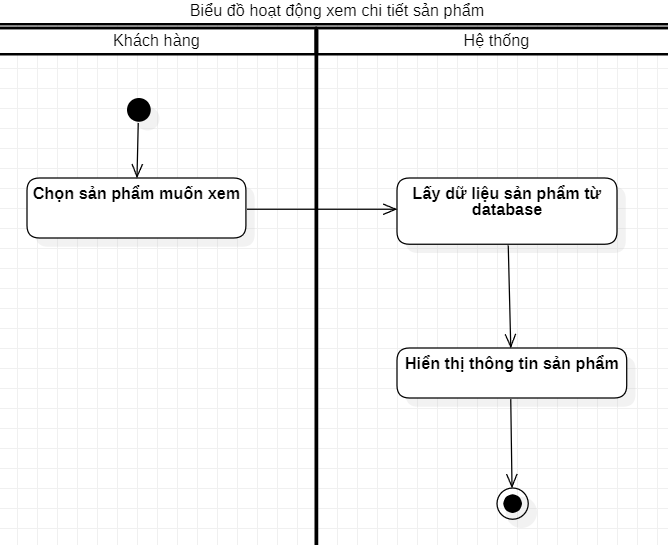 Biểu đồ hoạt động xem chi tiết sản phẩm
Khách hàng
Hệ thống
Chọn sản phẩm muốn xem
Lấy dữ liệu sản phẩm từ
database
Hiển thị thông tin sản phẩm